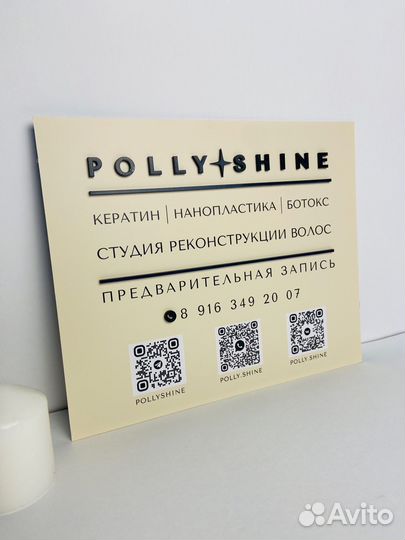 POLLY SHINE
КЕРАТИН | НАНОПЛАСТИКА | БОТОКС
СТУДИЯ РЕКОНСТРУКЦИИ ВОЛОС
ПРЕДВАРИТЕЛЬНАЯ ЗАПИСЬ
8 916 349 20 07
POLLYSHINE
POLLY.SHINE
POLLY.SHINE
Avito